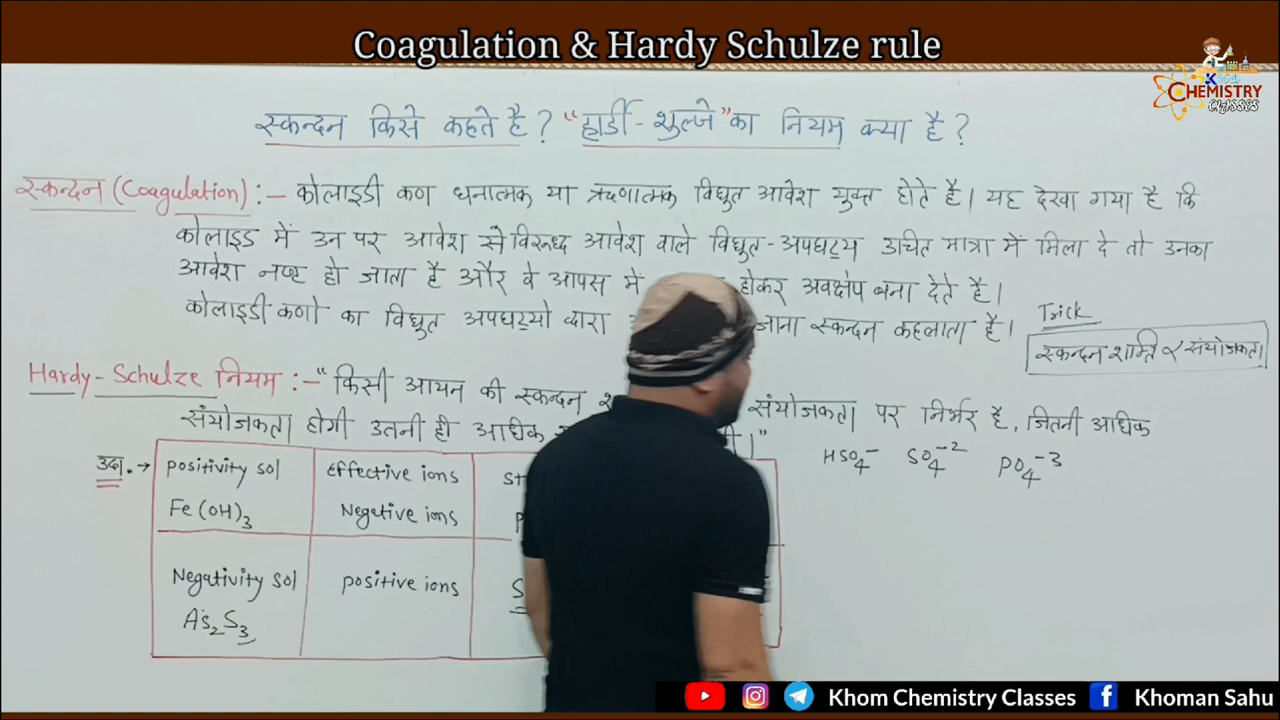 Coagulation & Hardy Schulze rule
K
CHEMISTRY
CLASSES
स्कन्दन किसे कहते है ? "हार्डी-शुल्जे" का नियम क्या है ?
स्कन्दन (Coagulation) :- कोलाइडी कण धनात्मक या ऋणात्मक विद्युत आवेश युक्त होते है। यह देखा गया है कि
कोलाइड में उन पर आवेश से विरुध्द आवेश वाले विद्युत-अपघट्य उचित मात्रा में मिला दे तो उनका
आवेश नष्ट हो जाता है और वे आपस में होकर अवक्षेप बना देते है।
कोलाइडी कणो का विद्युत अपघट्यो व्दारा जाना स्कन्दन कहलाता है।
Trick
स्कन्दन शक्ति ∝ संयोजकता
Hardy-Schulze नियम :- "किसी आयन की स्कन्दन संयोजकता पर निर्भर है, जितनी अधिक
संयोजकता होगी उतनी ही अधिक ।"
HSO₄⁻ SO₄⁻² PO₄⁻³
उदा. → positivity sol Effective ions
Fe(OH)₃ Negative ions
Negativity sol positive ions
As₂S₃
Khom Chemistry Classes Khoman Sahu